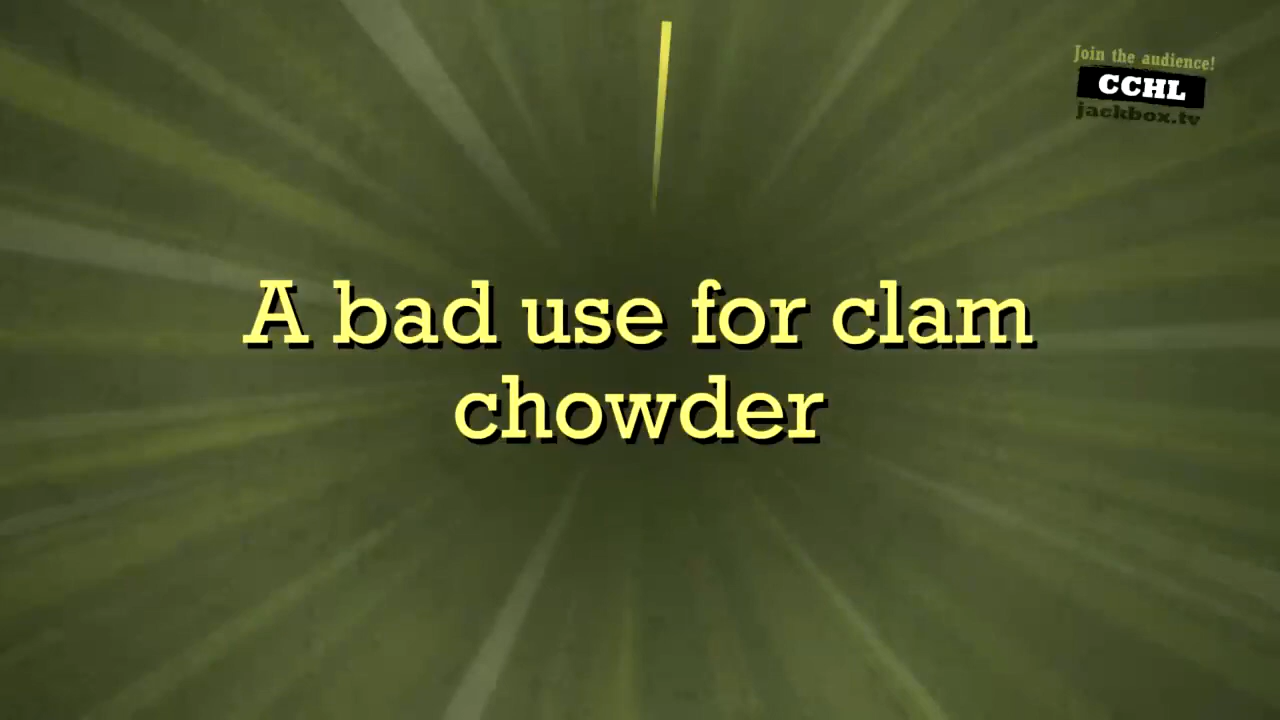 Join the audience!
CCHL
jackbox.tv
A bad use for clam
chowder